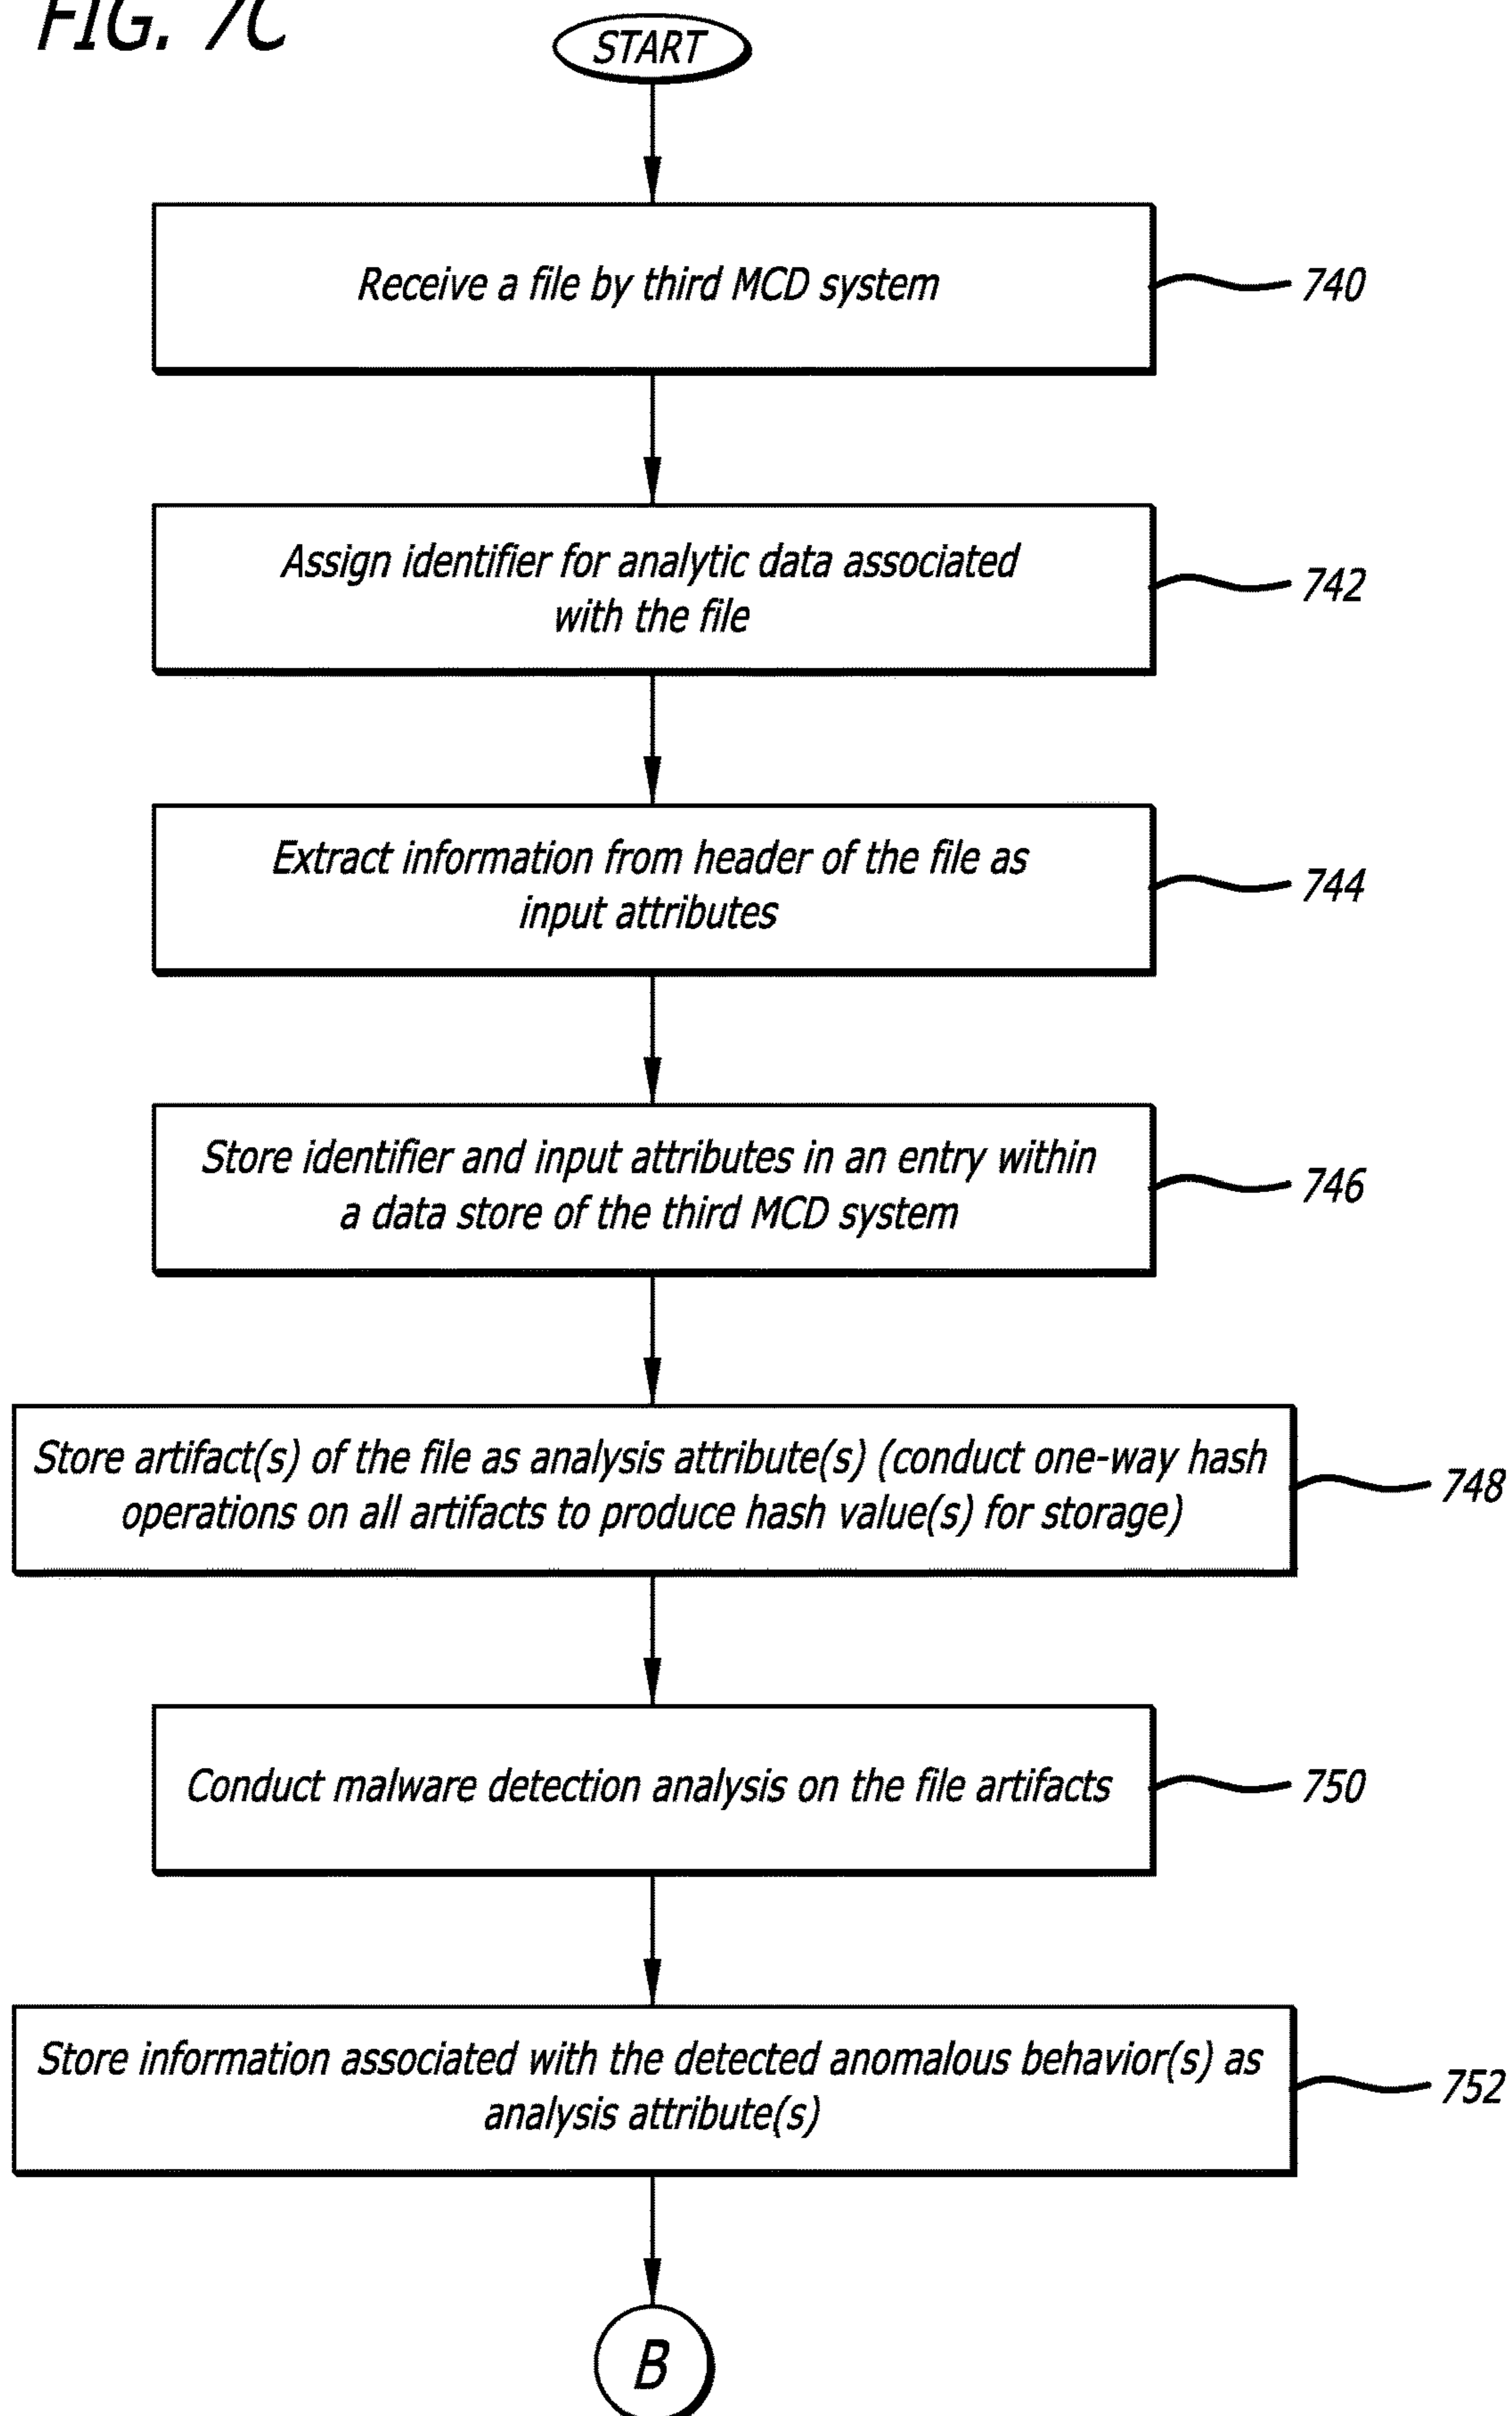 FIG. 7C
START
Receive a file by third MCD system
740
Assign identifier for analytic data associated
with the file
742
Extract information from header of the file as
input attributes
744
Store identifier and input attributes in an entry within
a data store of the third MCD system
746
Store artifact(s) of the file as analysis attribute(s) (conduct one-way hash
operations on all artifacts to produce hash value(s) for storage)
748
Conduct malware detection analysis on the file artifacts
750
Store information associated with the detected anomalous behavior(s) as
analysis attribute(s)
752
B